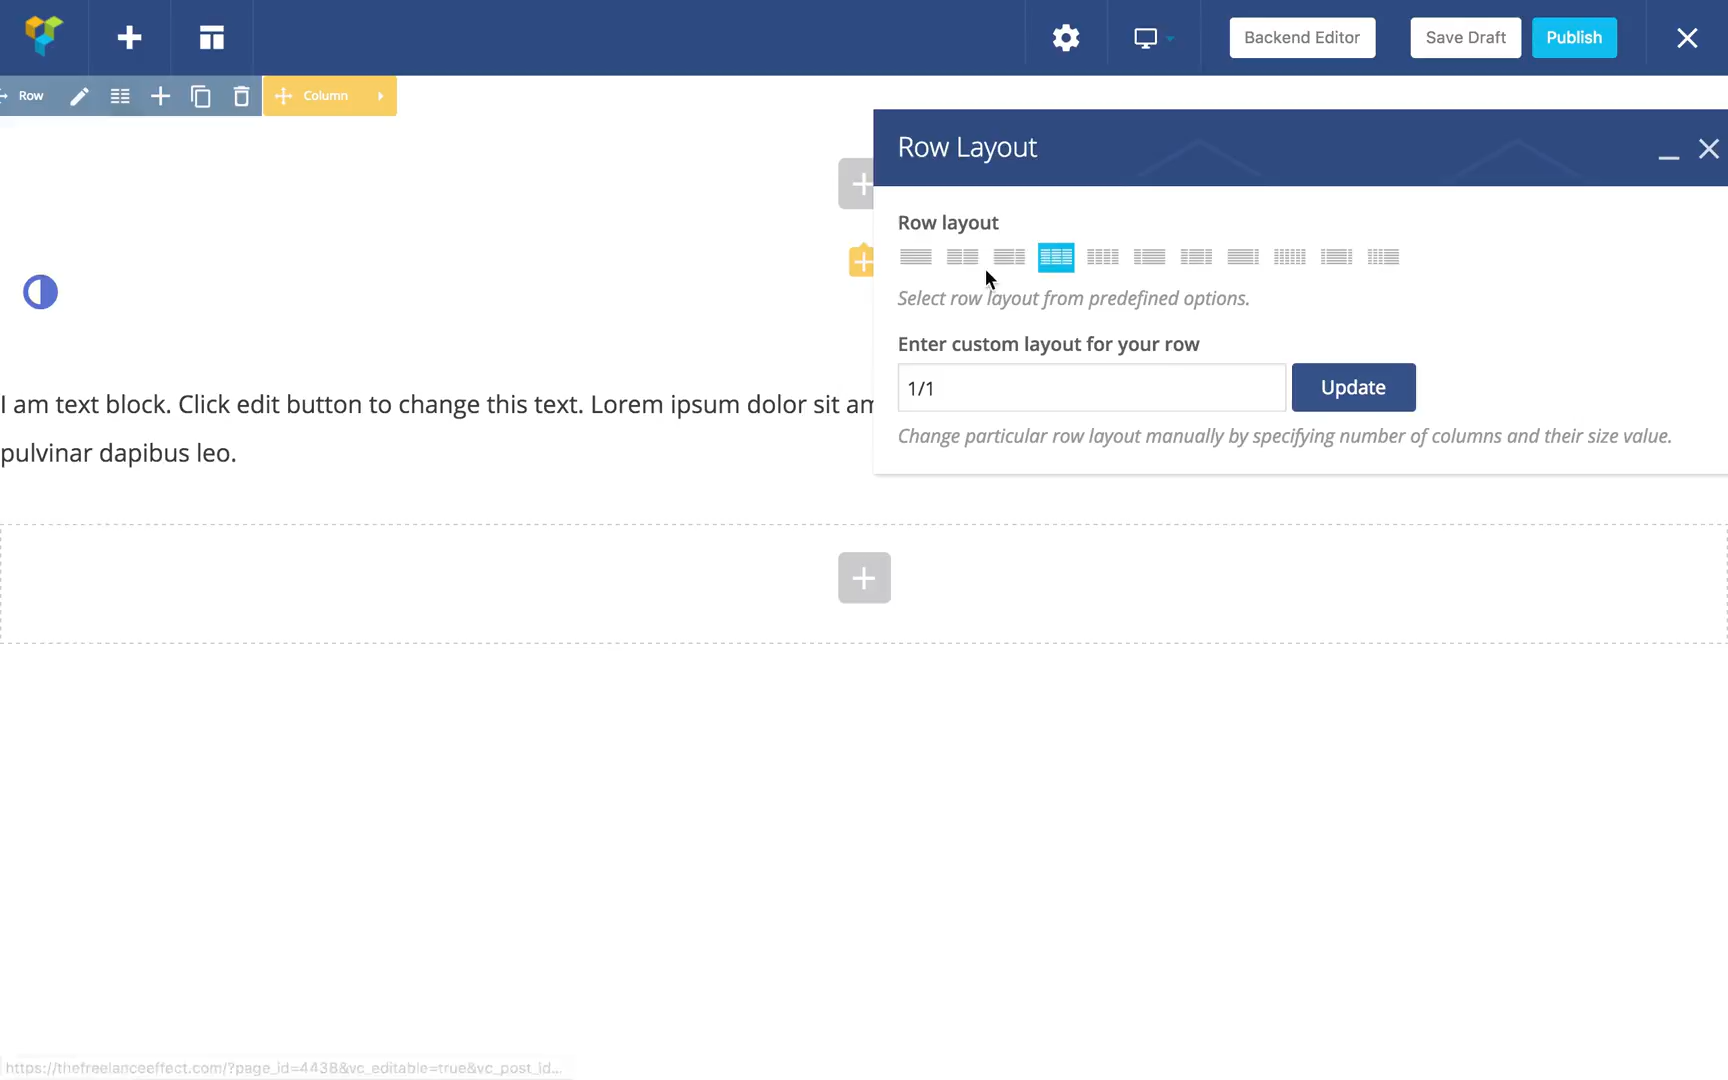 Backend Editor
Save Draft
Publish
Row
Column
Row Layout
Row layout
Select row layout from predefined options.
Enter custom layout for your row
1/1
Update
Change particular row layout manually by specifying number of columns and their size value.
I am text block. Click edit button to change this text. Lorem ipsum dolor sit am
pulvinar dapibus leo.
https://thefreelanceeffect.com/?page_id=4438&vc_editable=true&vc_post_id...